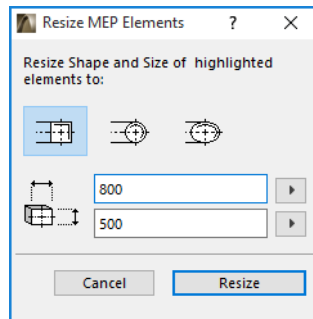 Resize MEP Elements
?
Resize Shape and Size of highlighted
elements to:
800
500
Cancel
Resize